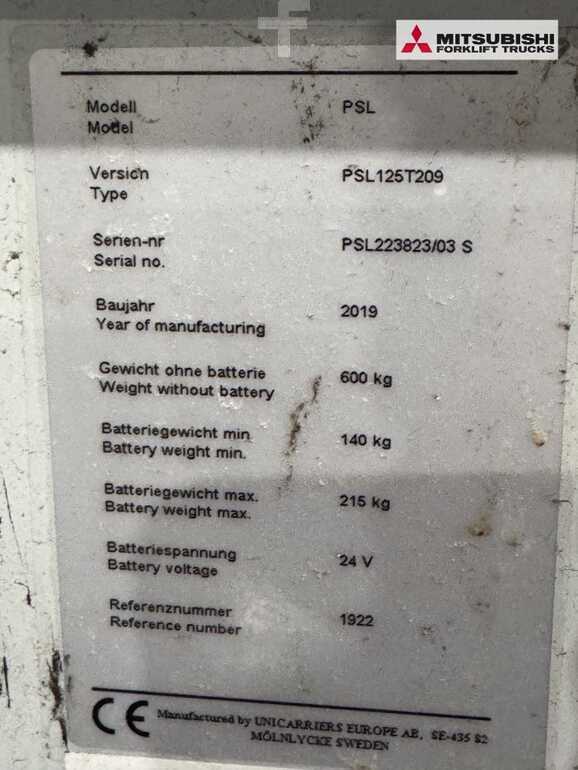 MITSUBISHI
FORKLIFT TRUCKS
Modell PSL
Model
Version PSL125T209
Type
Serien-nr PSL223823/03 S
Serial no.
Baujahr 2019
Year of manufacturing
Gewicht ohne batterie 600 kg
Weight without battery
Batteriegewicht min 140 kg
Battery weight min.
Batteriegewicht max. 215 kg
Battery weight max.
Batteriespannung 24 V
Battery voltage
Referenznummer 1922
Reference number
CE Manufactured by UNICARRIERS EUROPE AB, SE-435 82
MÖLNLYCKE SWEDEN